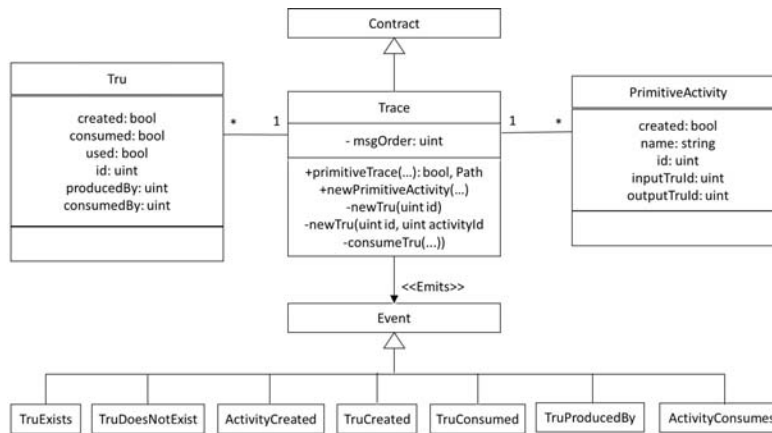 Contract
Tru
created: bool
consumed: bool
used: bool
id: uint
producedBy: uint
consumedBy: uint
*
1
Trace
- msgOrder: uint
+primitiveTrace(...): bool, Path
+newPrimitiveActivity(...)
-newTru(uint id)
-newTru(uint id, uint activityId
-consumeTru(...))
1
*
PrimitiveActivity
created: bool
name: string
id: uint
inputTruId: uint
outputTruId: uint
<<Emits>>
Event
TruExists
TruDoesNotExist
ActivityCreated
TruCreated
TruConsumed
TruProducedBy
ActivityConsumes